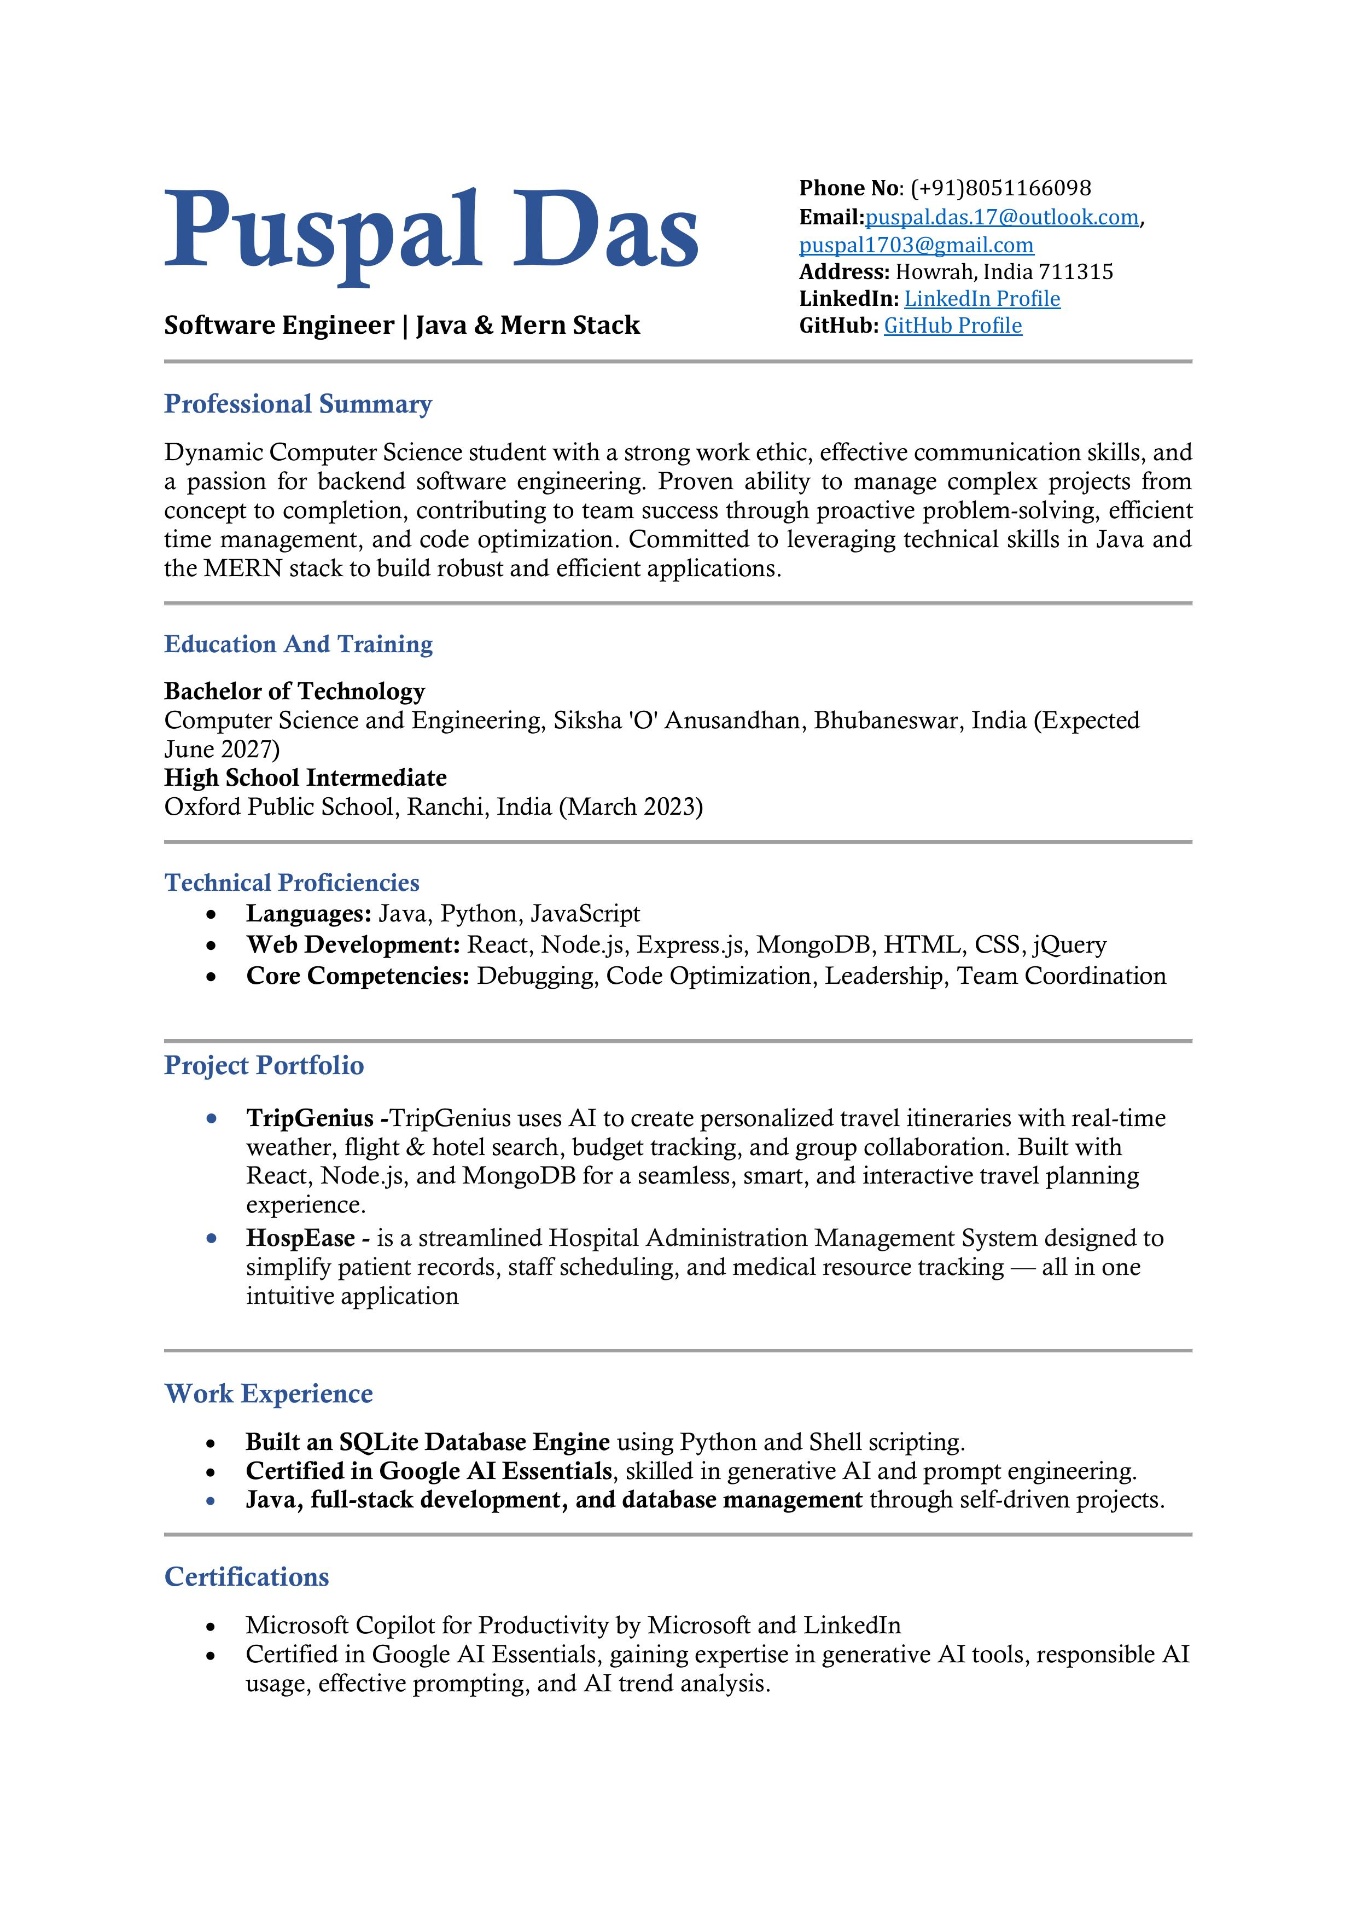 Puspal Das
Software Engineer | Java & Mern Stack
Phone No: (+91)8051166098
Email:puspal.das.17@outlook.com,
puspal1703@gmail.com
Address: Howrah, India 711315
LinkedIn: LinkedIn Profile
GitHub: GitHub Profile
Professional Summary
Dynamic Computer Science student with a strong work ethic, effective communication skills, and
a passion for backend software engineering. Proven ability to manage complex projects from
concept to completion, contributing to team success through proactive problem-solving, efficient
time management, and code optimization. Committed to leveraging technical skills in Java and
the MERN stack to build robust and efficient applications.
Education And Training
Bachelor of Technology
Computer Science and Engineering, Siksha 'O' Anusandhan, Bhubaneswar, India (Expected
June 2027)
High School Intermediate
Oxford Public School, Ranchi, India (March 2023)
Technical Proficiencies
• Languages: Java, Python, JavaScript
• Web Development: React, Node.js, Express.js, MongoDB, HTML, CSS, jQuery
• Core Competencies: Debugging, Code Optimization, Leadership, Team Coordination
Project Portfolio
• TripGenius -TripGenius uses AI to create personalized travel itineraries with real-time
weather, flight & hotel search, budget tracking, and group collaboration. Built with
React, Node.js, and MongoDB for a seamless, smart, and interactive travel planning
experience.
• HospEase - is a streamlined Hospital Administration Management System designed to
simplify patient records, staff scheduling, and medical resource tracking — all in one
intuitive application
Work Experience
• Built an SQLite Database Engine using Python and Shell scripting.
• Certified in Google AI Essentials, skilled in generative AI and prompt engineering.
• Java, full-stack development, and database management through self-driven projects.
Certifications
• Microsoft Copilot for Productivity by Microsoft and LinkedIn
• Certified in Google AI Essentials, gaining expertise in generative AI tools, responsible AI
usage, effective prompting, and AI trend analysis.